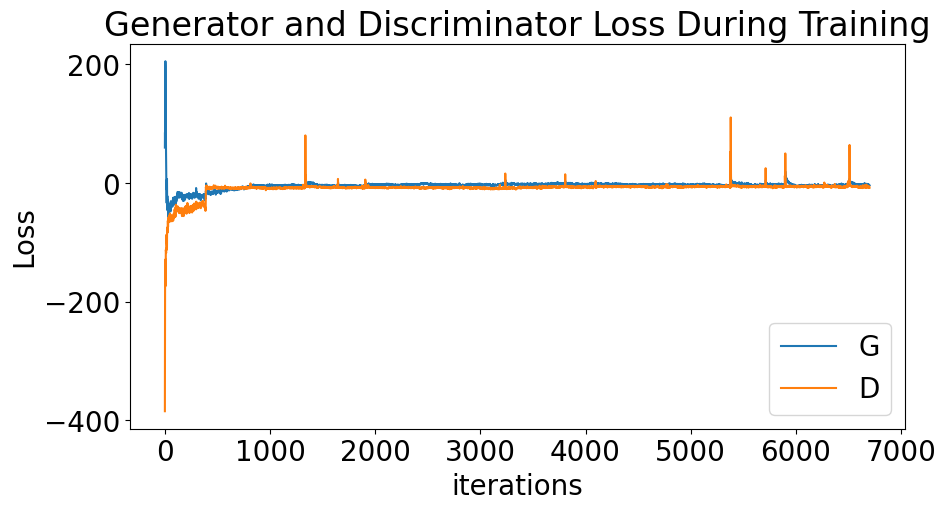 Generator and Discriminator Loss During Training
200
0
−200
−400
Loss
0 1000 2000 3000 4000 5000 6000 7000
iterations
G
D